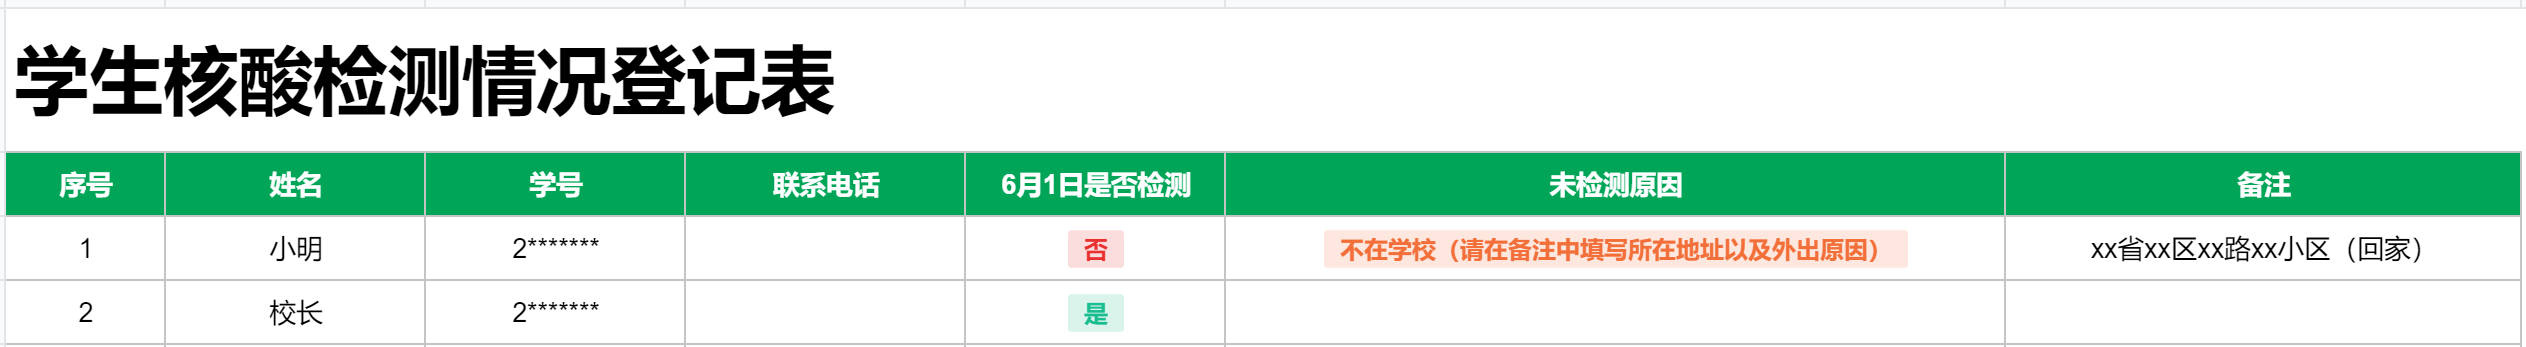 学生核酸检测情况登记表
序号 姓名 学号 联系电话 6月1日是否检测 未检测原因 备注
1 小明 2******* 否 不在学校（请在备注中填写所在地址以及外出原因） xx省xx区xx路xx小区（回家）
2 校长 2******* 是